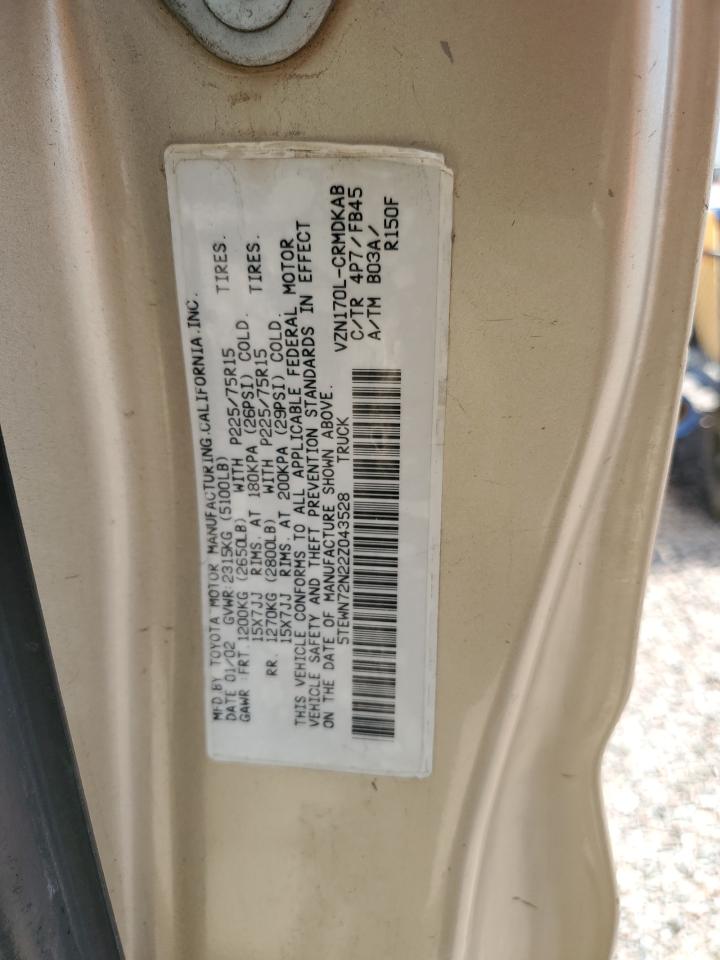 MFD.BY TOYOTA MOTOR MANUFACTURING.CALIFORNIA.INC.
DATE 01/02 GVWR:2315KG (5100LB)
GAWR FRT.1200KG (2650LB) WITH P225/75R15 TIRES.
15X7JJ RIMS. AT 180KPA (26PSI) COLD.
RR. 1270KG (2800LB) WITH P225/75R15 TIRES.
15X7JJ RIMS. AT 200KPA (29PSI) COLD.
THIS VEHICLE CONFORMS TO ALL APPLICABLE FEDERAL MOTOR
VEHICLE SAFETY AND THEFT PREVENTION STANDARDS IN EFFECT
ON THE DATE OF MANUFACTURE SHOWN ABOVE.
5TEWN72N22Z043528 TRUCK
VZN170L-CRMDKAB
C/TR 4P7/FB45
A/TM B03A/
R150F